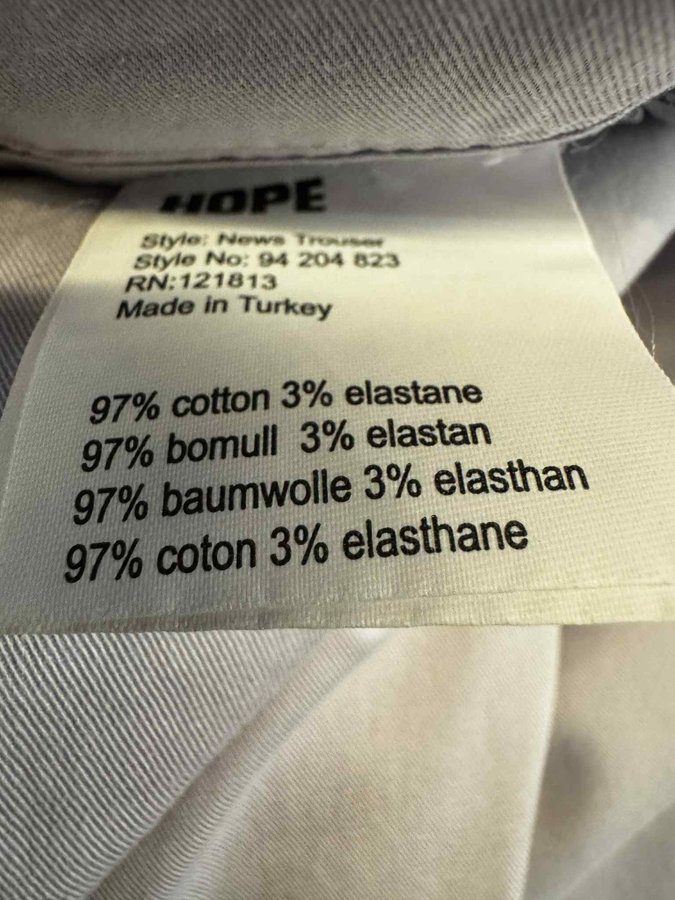 HOPE
Style: News Trouser
Style No: 94 204 823
RN:121813
Made in Turkey
97% cotton 3% elastane
97% bomull 3% elastan
97% baumwolle 3% elasthan
97% coton 3% elasthane